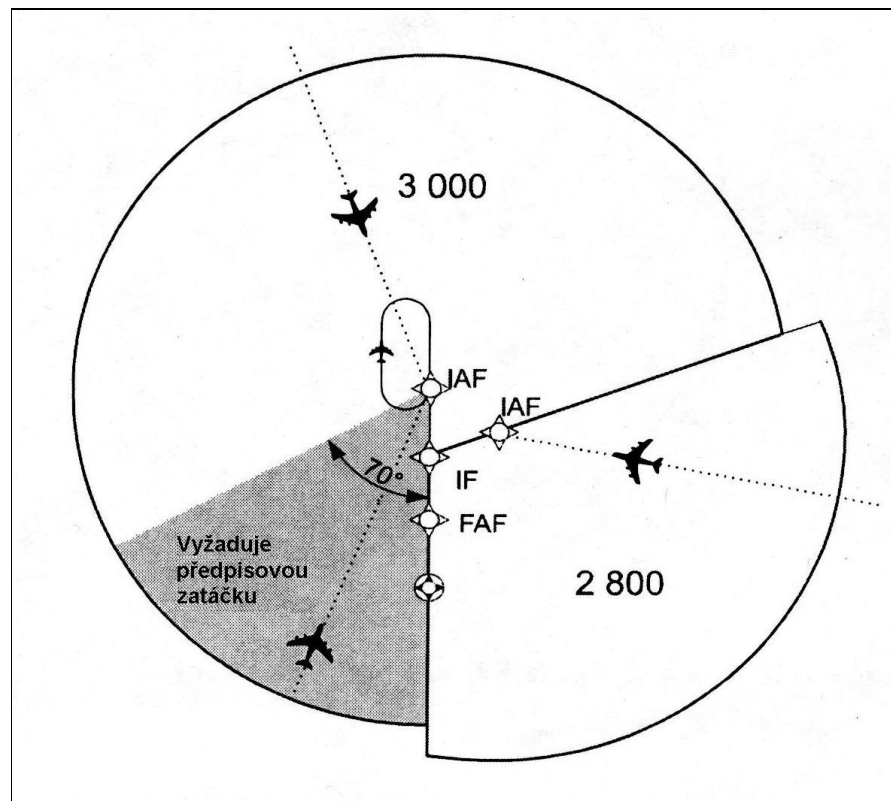 3 000
IAF
IAF
70°
IF
FAF
Vyžaduje
předpisovou
zatáčku
2 800